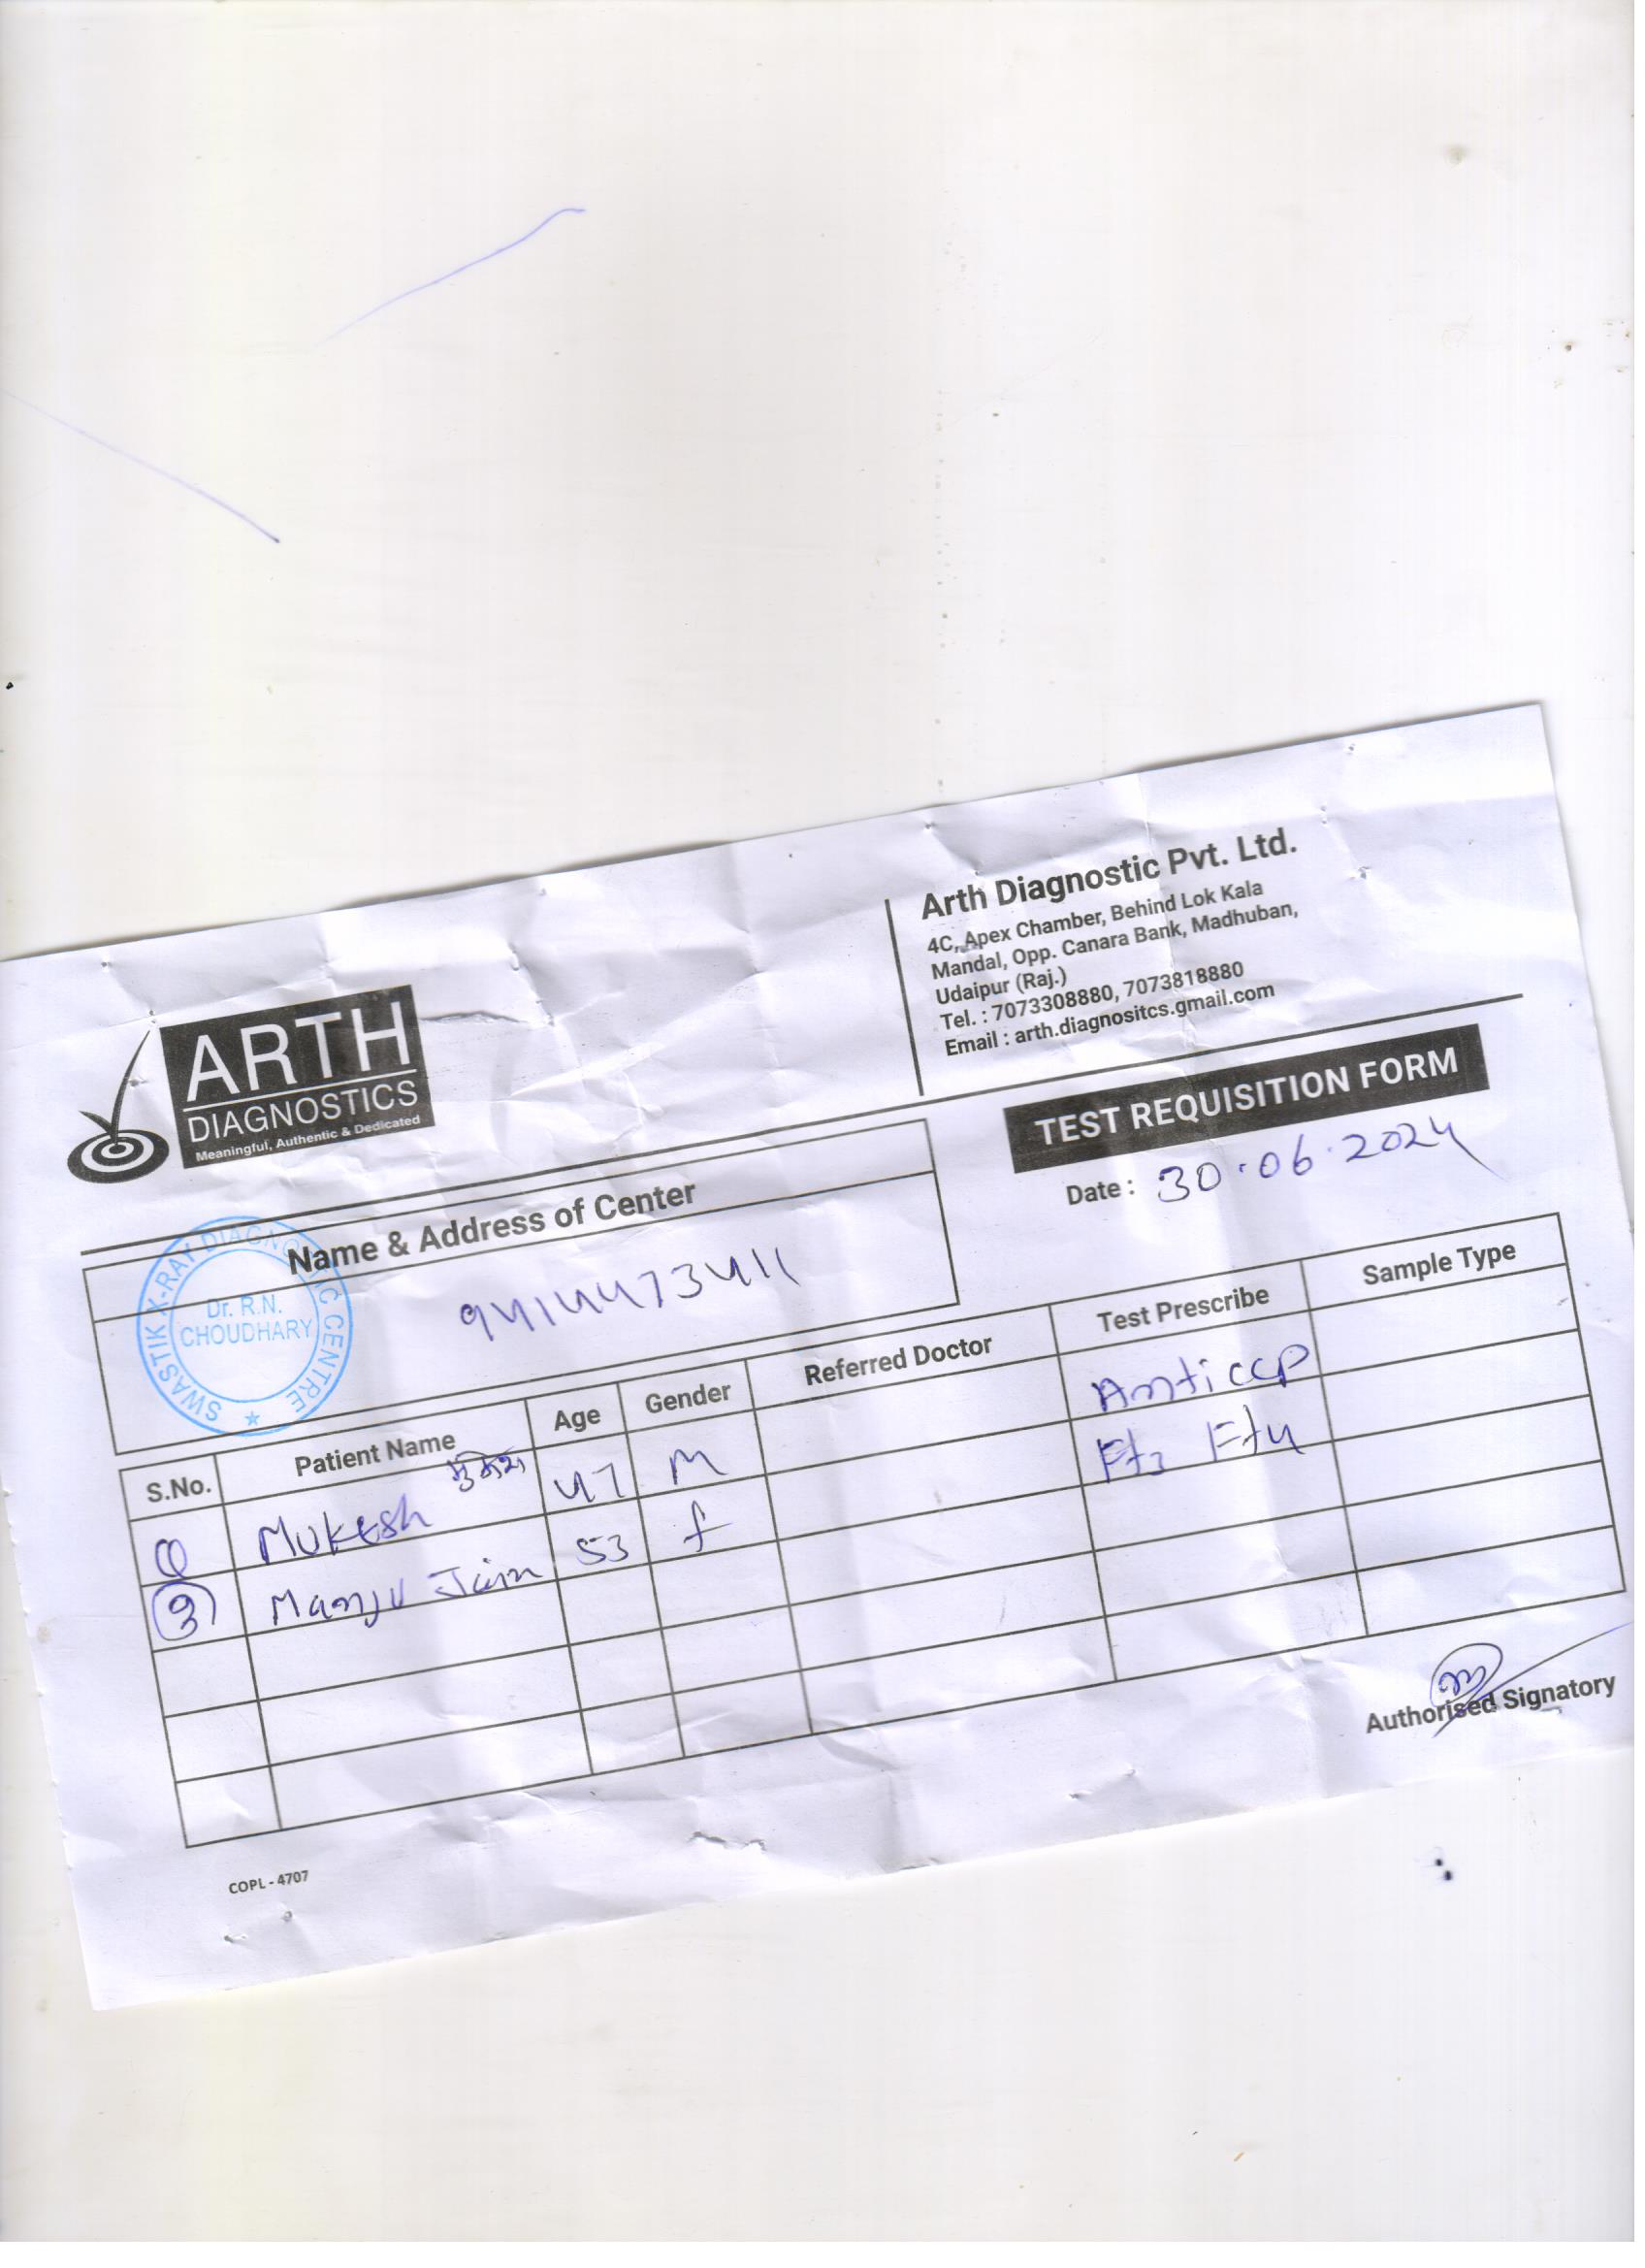 ARTH
DIAGNOSTICS
Meaningful, Authentic & Dedicated
Arth Diagnostic Pvt. Ltd.
4C, Apex Chamber, Behind Lok Kala
Mandal, Opp. Canara Bank, Madhuban,
Udaipur (Raj.)
Tel. : 7073308880, 7073818880
Email : arth.diagnositcs.gmail.com
TEST REQUISITION FORM
Date : 30.06.2024
Name & Address of Center
9414473411
SWASTIK X-RAY DIAGNOSTIC CENTRE
Dr. R.N.
CHOUDHARY
S.No. Patient Name Age Gender Referred Doctor Test Prescribe Sample Type
Mukesh 47 M Anti CCP
Manju Jain 53 f Ft3 Ft4
Authorised Signatory
COPL - 4707